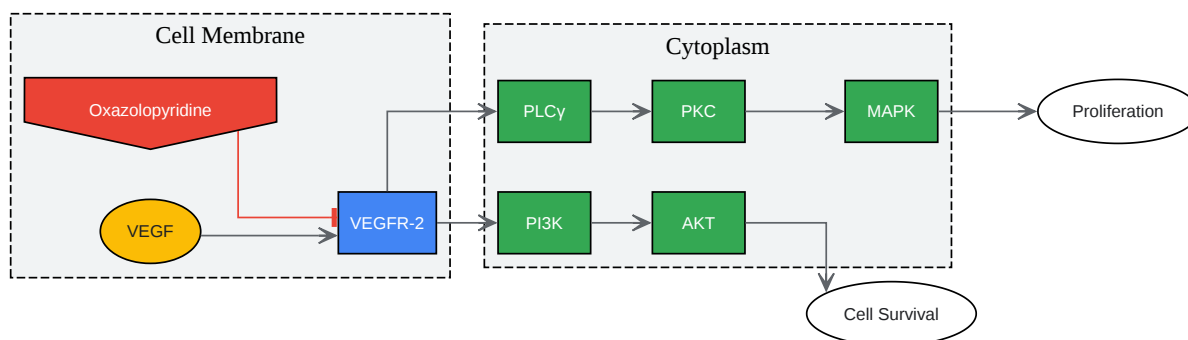 Cell Membrane
Oxazolopyridine
VEGF
VEGFR-2
Cytoplasm
PLCγ
PKC
MAPK
PI3K
AKT
Proliferation
Cell Survival